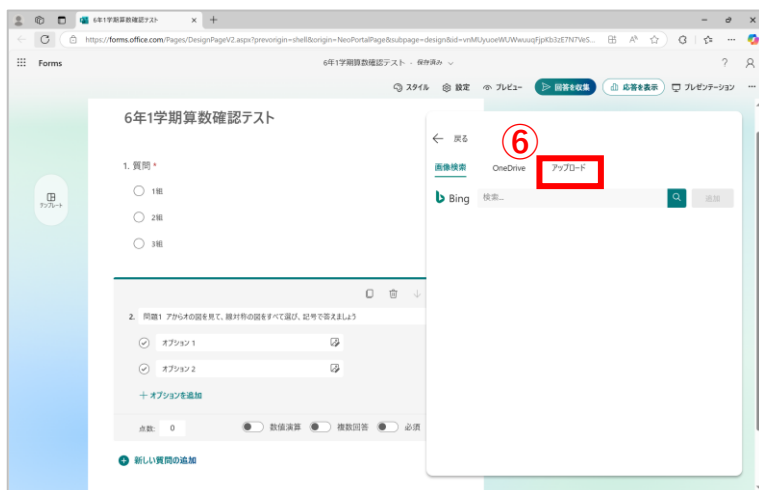 6年1学期算数確認テスト
https://forms.office.com/Pages/DesignPageV2.aspx?prevorigin=shell&origin=NeoPortalPage&subpage=design&id=
Forms
6年1学期算数確認テスト - 保存済み
?
スタイル 設定 プレビュー 回答を収集 応答を表示 プレゼンテーション
テンプレート
6年1学期算数確認テスト
1. 質問 *
1組
2組
3組
2. 問題1 アからオの図を見て、線対称の図をすべて選び、記号で答えましょう
オプション 1
オプション 2
+ オプションを追加
点数: 0 数値演算 複数回答 必須
新しい質問の追加
← 戻る
⑥
画像検索 OneDrive アップロード
Bing 検索... 追加